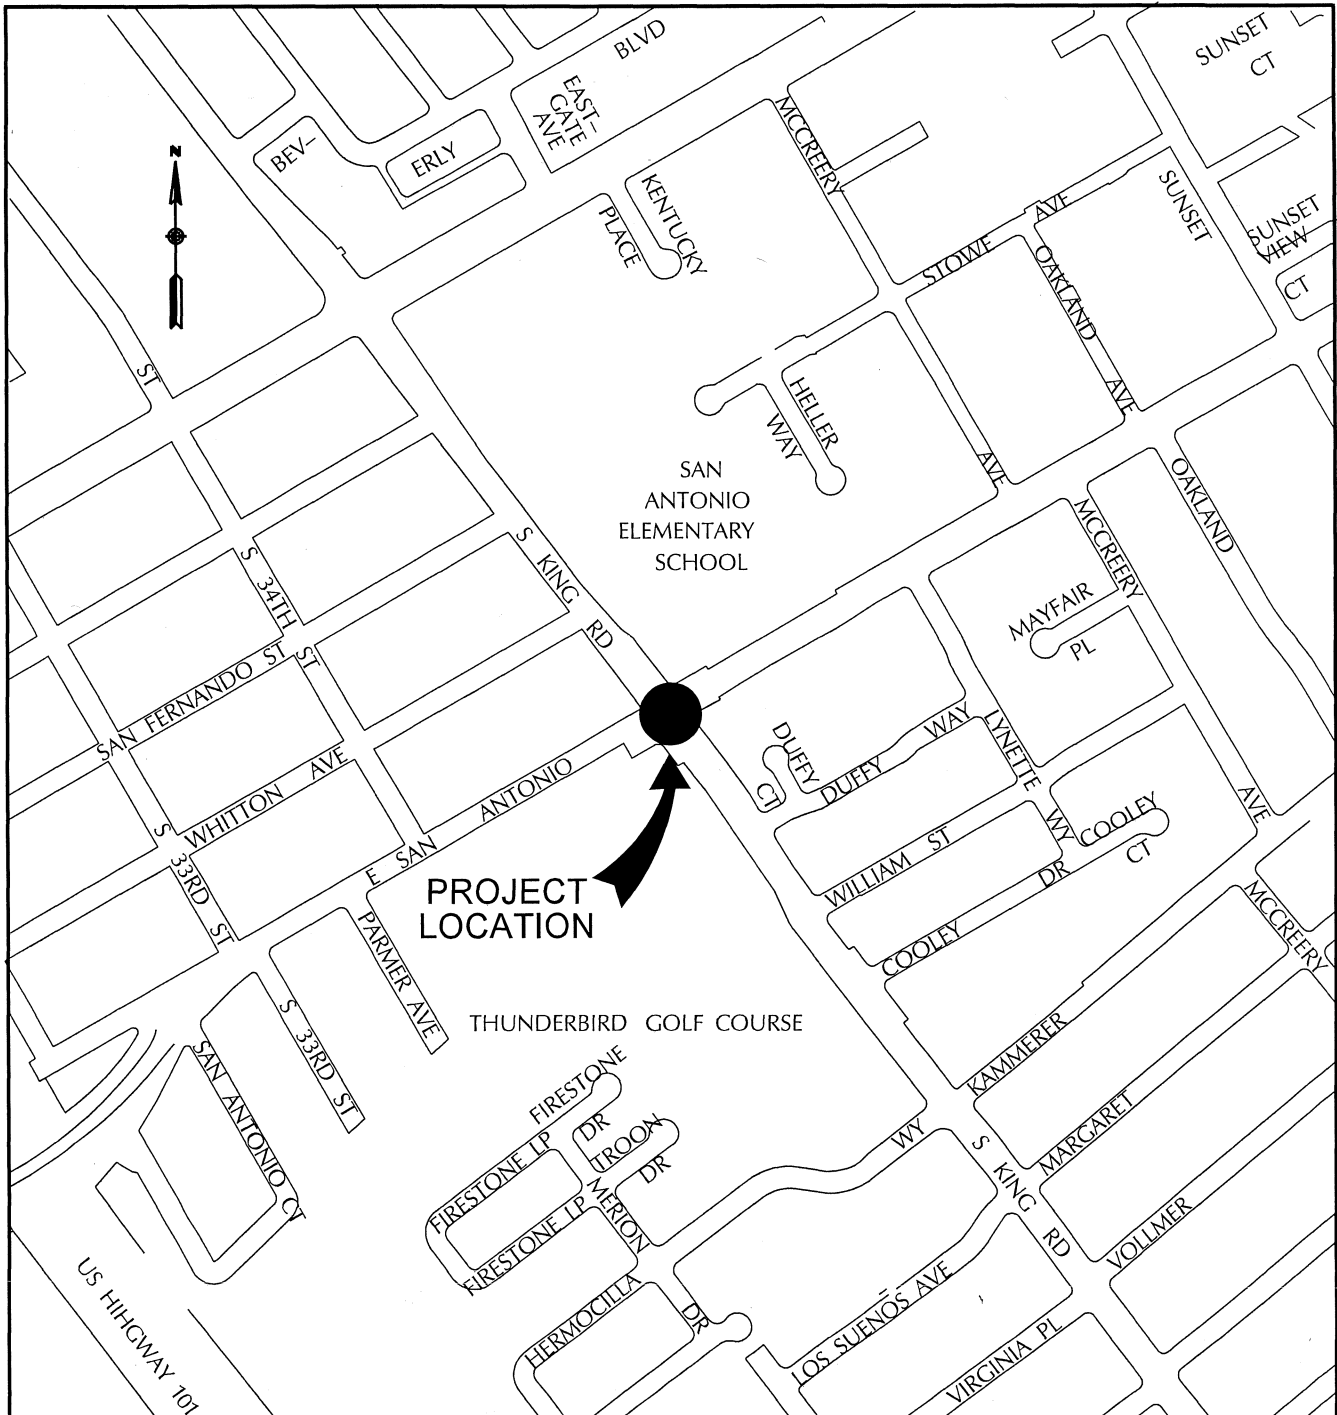 BLVD
SUNSET
CT
EAST-
GATE
AVE
BEV-
ERLY
N
MCCREERY
KENTUCKY
PLACE
STOWE AVE
SUNSET
SUNSET
VIEW
CT
OAKLAND AVE
ST
HELLER
WAY
AVE
SAN
ANTONIO
ELEMENTARY
SCHOOL
OAKLAND
MCCREERY
S KING RD
S 34TH ST
MAYFAIR
PL
SAN FERNANDO ST
WHITTON AVE
E SAN ANTONIO
DUFFY
CT
DUFFY WAY
LYNETTE WY
WILLIAM ST
COOLEY
CT
COOLEY DR
AVE
S 33RD ST
PROJECT
LOCATION
PARMER AVE
MCCREERY
THUNDERBIRD GOLF COURSE
S 33RD ST
SAN ANTONIO CT
KAMMERER
MARGARET
FIRESTONE
DR
TROON
DR
FIRESTONE LP
FIRESTONE LP
MERION
DR
HERMOCILLA
WY
S KING RD
VOLLMER
LOS SUENOS AVE
VIRGINIA PL
US HIHGWAY 101